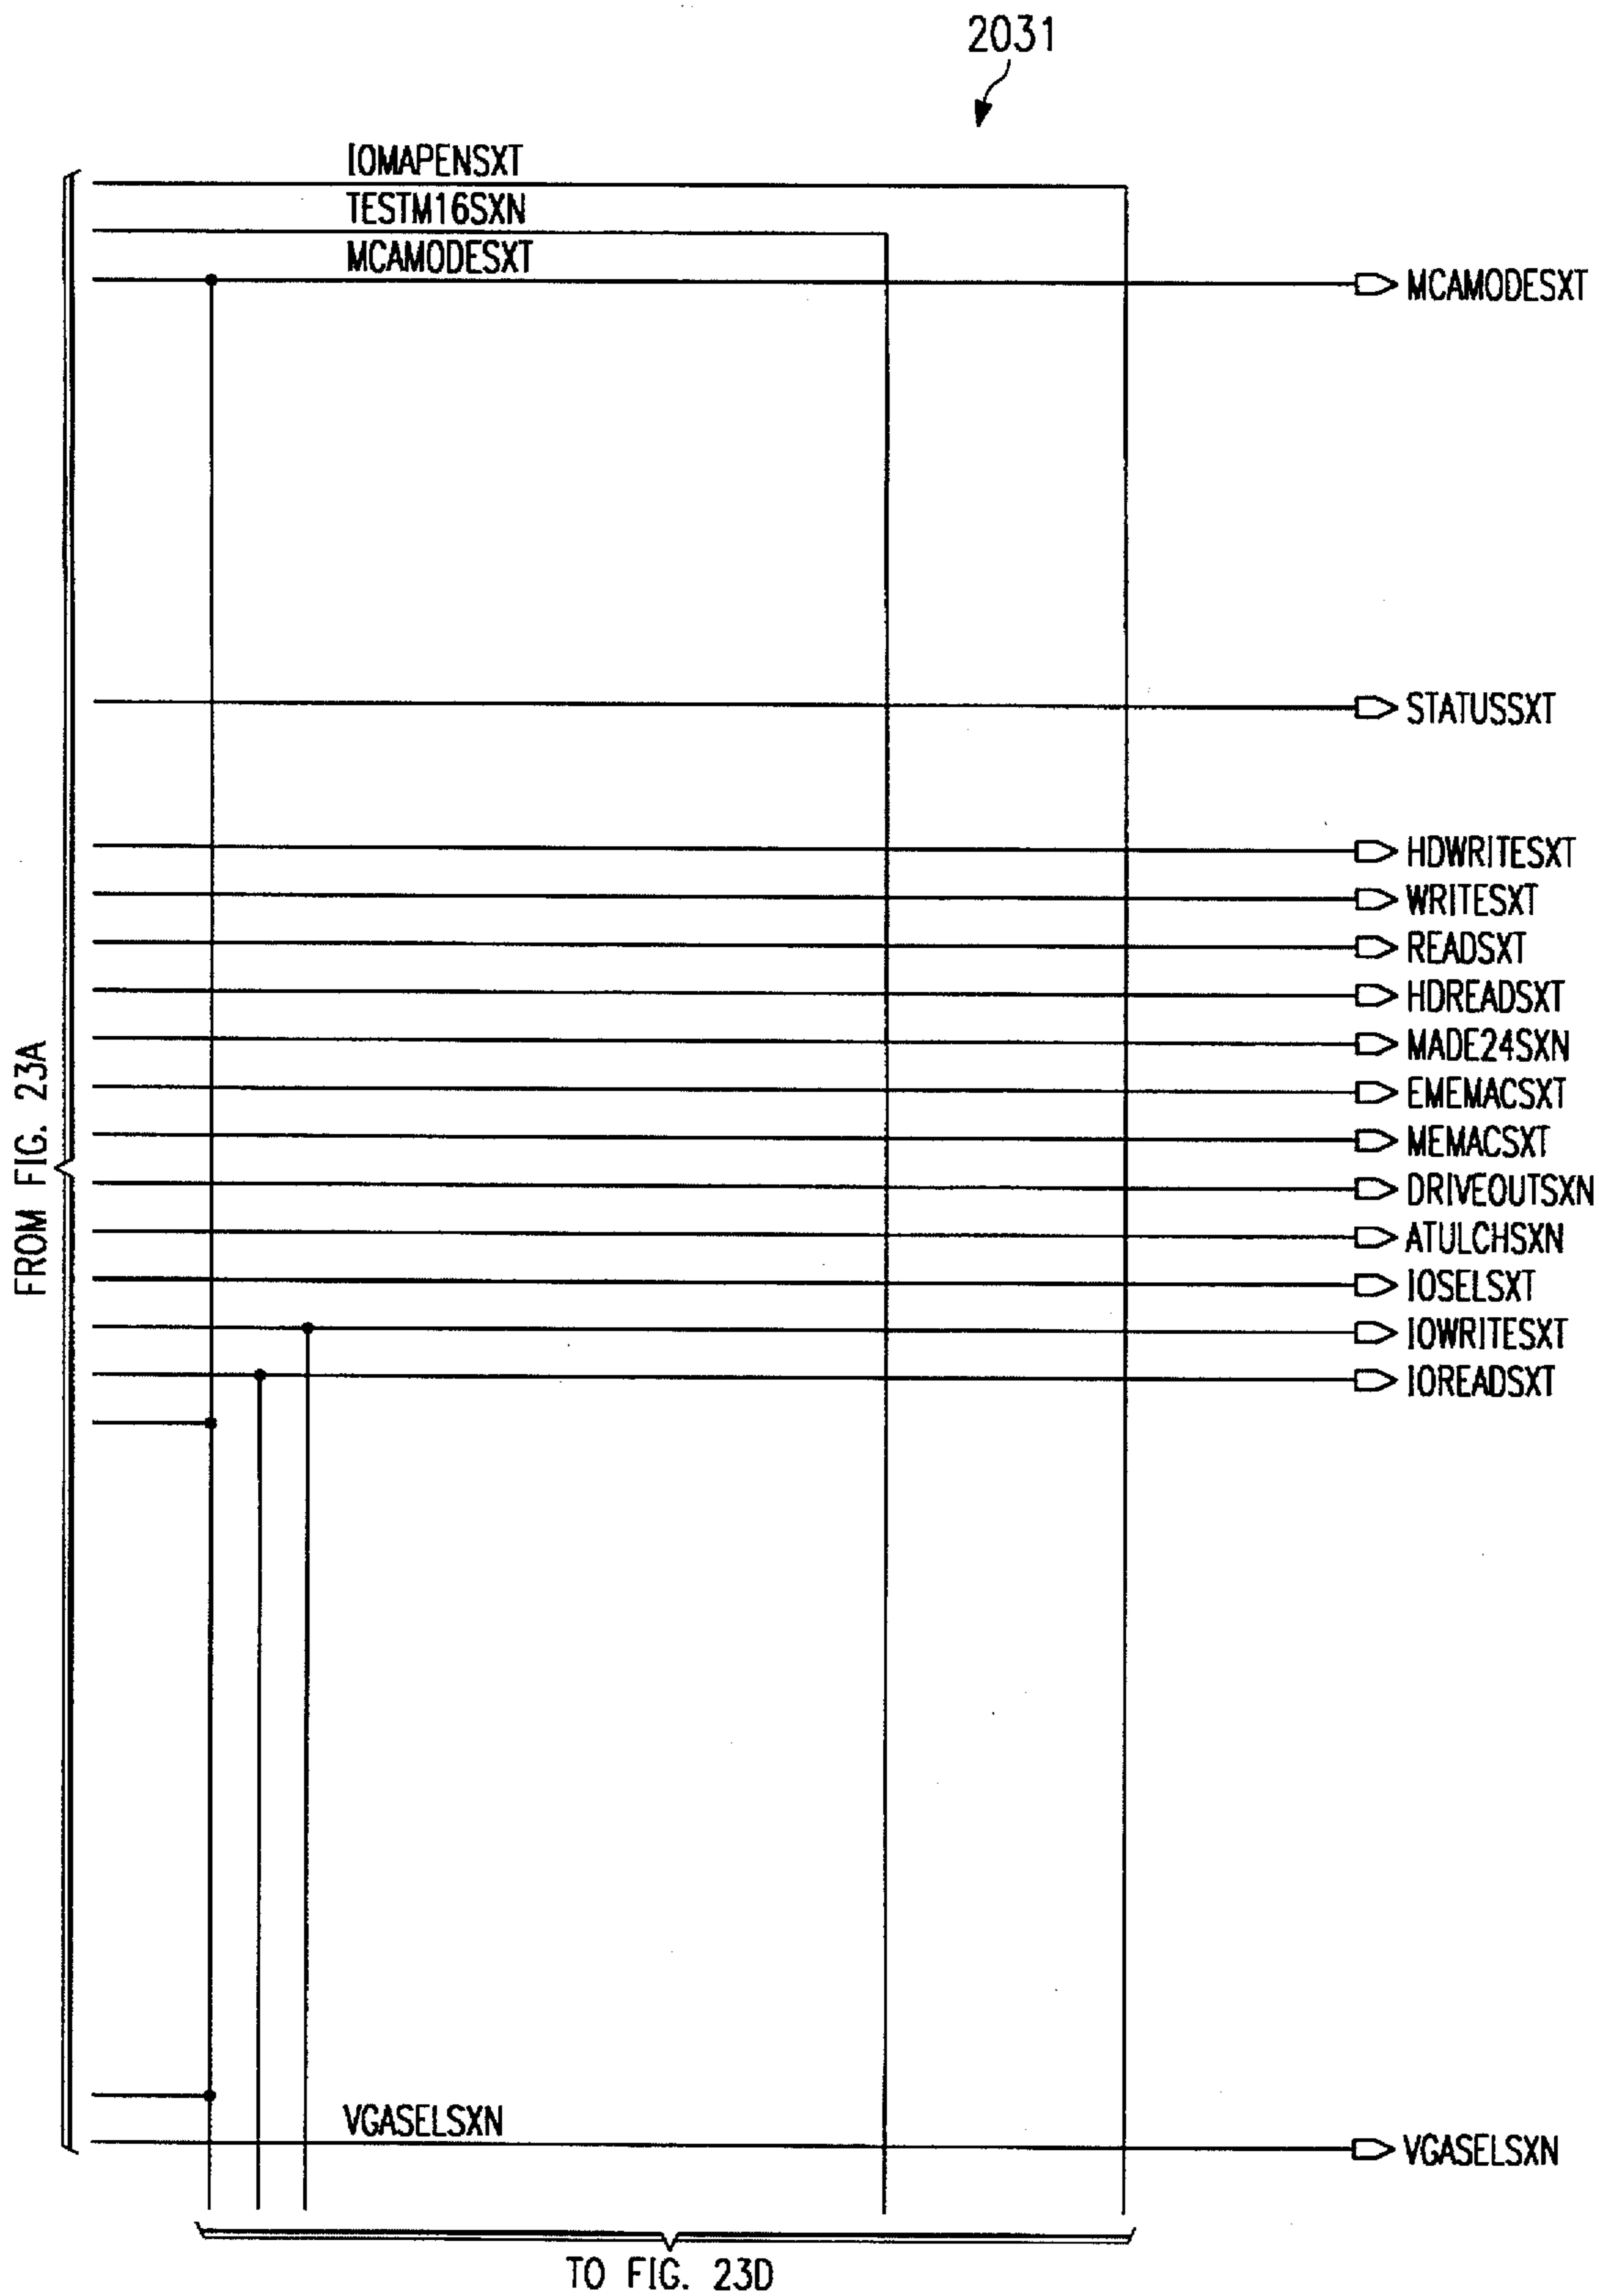 2031
IOMAPENSXT
TESTM16SXN
MCAMODESXT
MCAMODESXT
STATUSSXT
HDWRITESXT
WRITESXT
READSXT
HDREADSXT
MADE24SXN
EMEMACSXT
MEMACSXT
DRIVEOUTSXN
ATULCHSXN
IOSELSXT
IOWRITESXT
IOREADSXT
FROM FIG. 23A
VGASELSXN
VGASELSXN
TO FIG. 23D